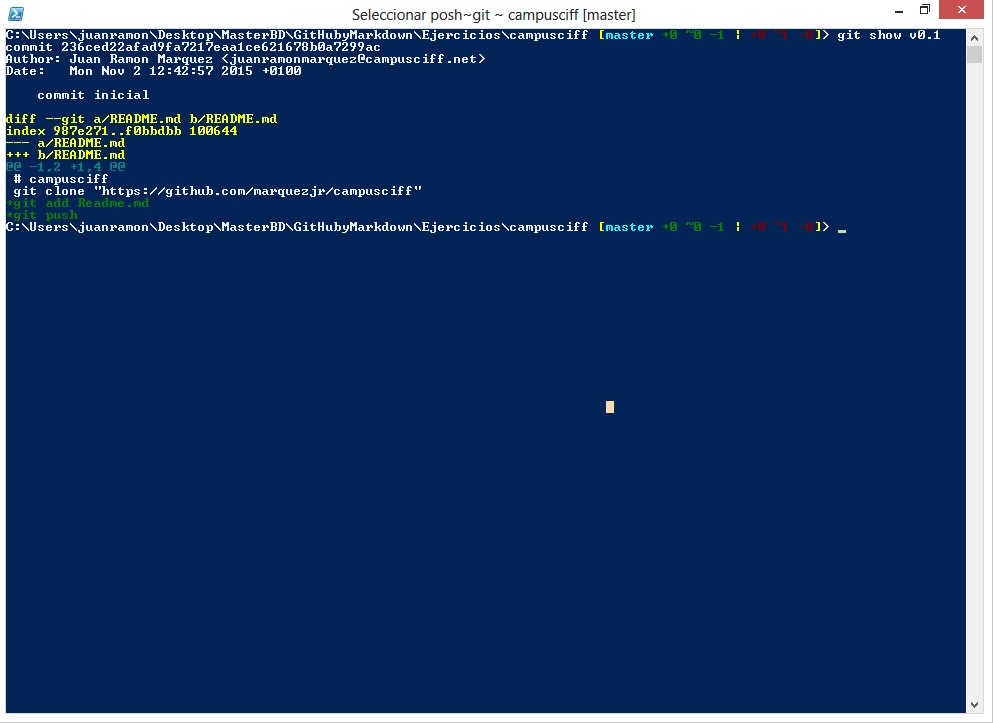 Seleccionar posh~git ~ campusciff [master]
C:\Users\juanramon\Desktop\MasterBD\GitHubyMarkdown\Ejercicios\campusciff [master +0 ~0 -1 | +0 ~1 -0]> git show v0.1
commit 236ced22afad9fa7217eaa1ce621678b0a7299ac
Author: Juan Ramon Marquez <juanramonmarquez@campusciff.net>
Date:   Mon Nov 2 12:42:57 2015 +0100
    commit inicial
diff --git a/README.md b/README.md
index 987e271..f0bbdbb 100644
--- a/README.md
+++ b/README.md
@@ -1,2 +1,4 @@
 # campusciff
 git clone "https://github.com/marquezjr/campusciff"
+git add Readme.md
+git push
C:\Users\juanramon\Desktop\MasterBD\GitHubyMarkdown\Ejercicios\campusciff [master +0 ~0 -1 | +0 ~1 -0]> _